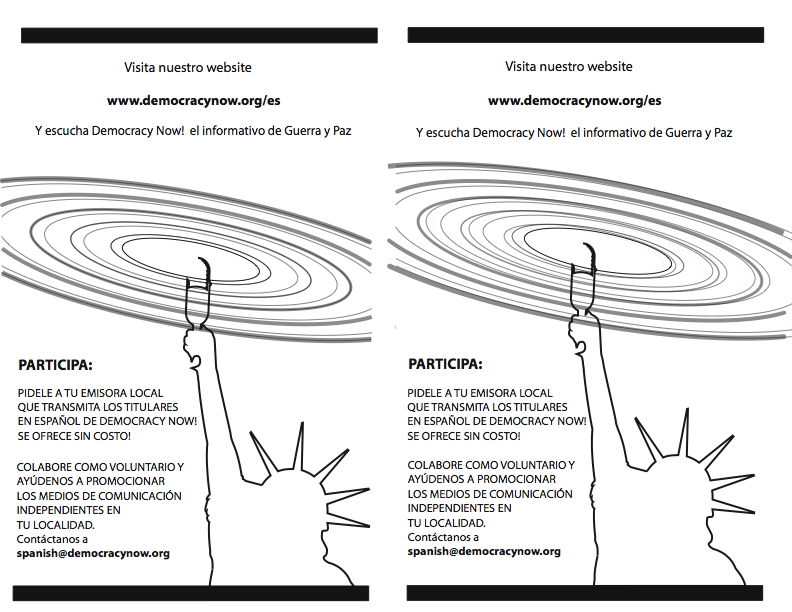 Visita nuestro website
www.democracynow.org/es
Y escucha Democracy Now! el informativo de Guerra y Paz
PARTICIPA:
PIDELE A TU EMISORA LOCAL
QUE TRANSMITA LOS TITULARES
EN ESPAÑOL DE DEMOCRACY NOW!
SE OFRECE SIN COSTO!
COLABORE COMO VOLUNTARIO Y
AYÚDENOS A PROMOCIONAR
LOS MEDIOS DE COMUNICACIÓN
INDEPENDIENTES EN
TU LOCALIDAD.
Contáctanos a
spanish@democracynow.org
Visita nuestro website
www.democracynow.org/es
Y escucha Democracy Now! el informativo de Guerra y Paz
PARTICIPA:
PIDELE A TU EMISORA LOCAL
QUE TRANSMITA LOS TITULARES
EN ESPAÑOL DE DEMOCRACY NOW!
SE OFRECE SIN COSTO!
COLABORE COMO VOLUNTARIO Y
AYÚDENOS A PROMOCIONAR
LOS MEDIOS DE COMUNICACIÓN
INDEPENDIENTES EN
TU LOCALIDAD.
Contáctanos a
spanish@democracynow.org